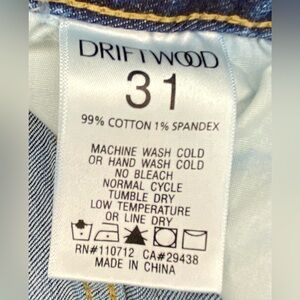 DRIFTWOOD
31
99% COTTON 1% SPANDEX
MACHINE WASH COLD
OR HAND WASH COLD
NO BLEACH
NORMAL CYCLE
TUMBLE DRY
LOW TEMPERATURE
OR LINE DRY
RN#110712 CA#29438
MADE IN CHINA